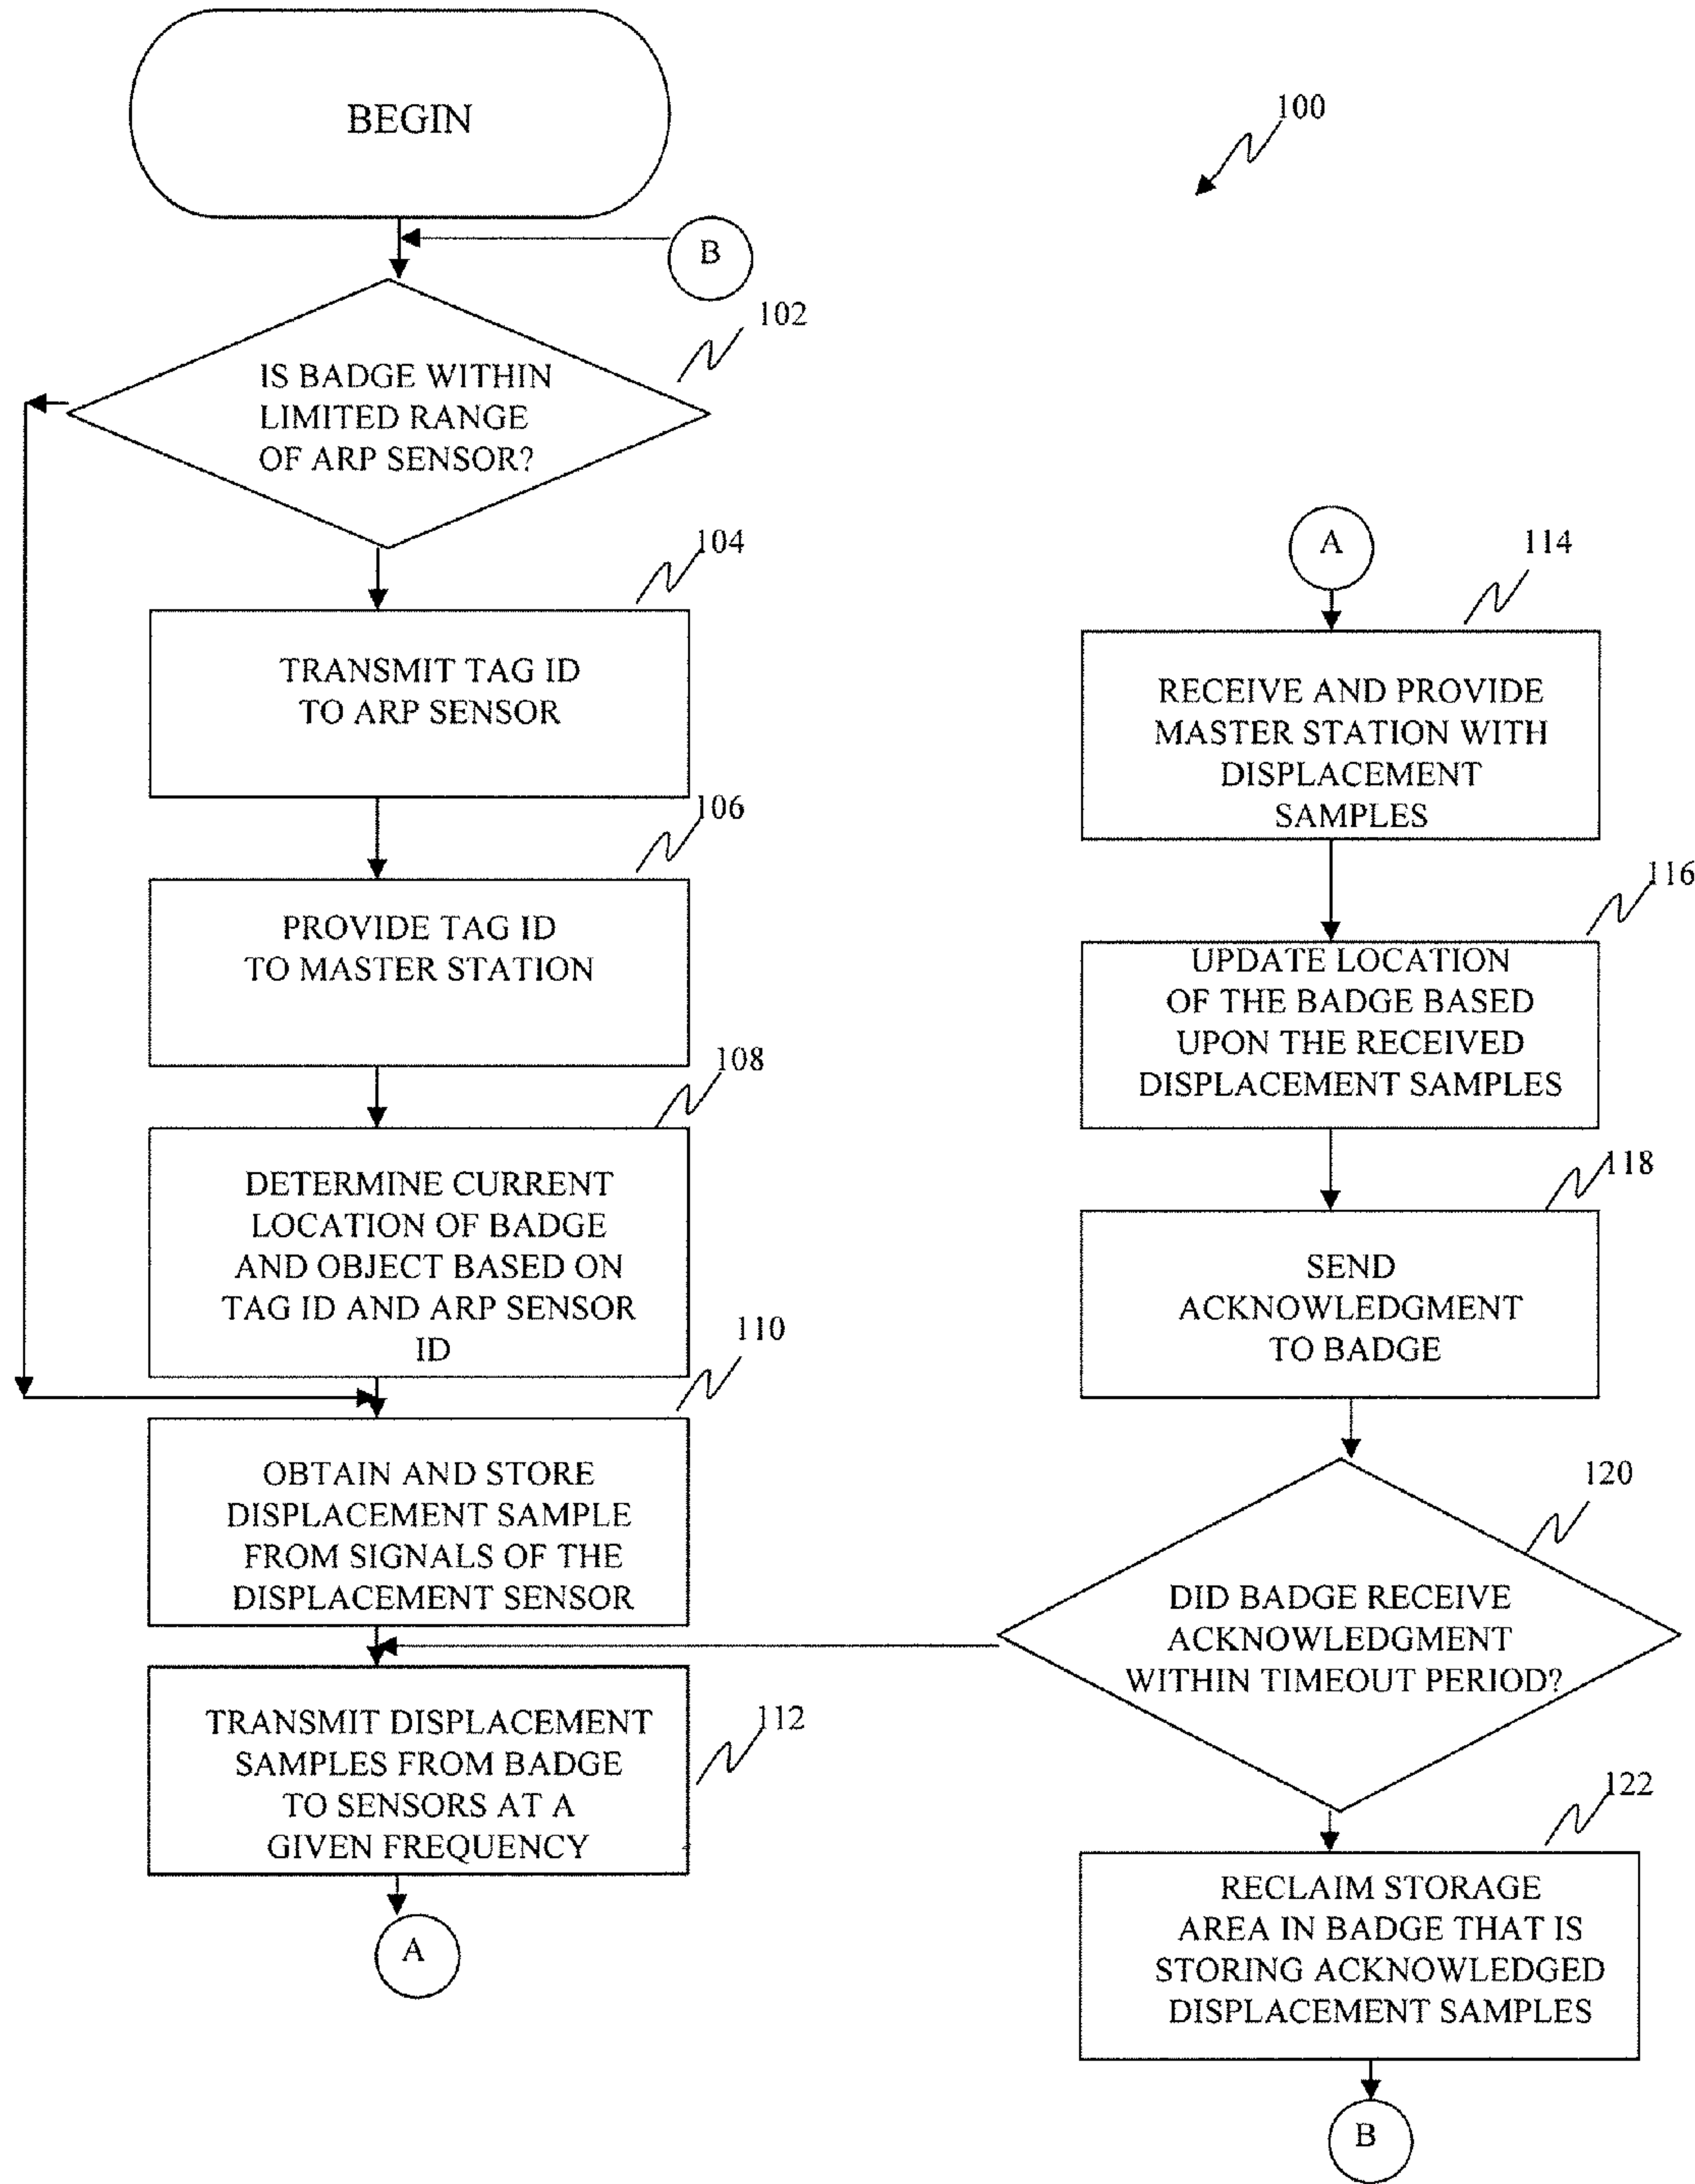 BEGIN
100
B
102
IS BADGE WITHIN
LIMITED RANGE
OF ARP SENSOR?
104
TRANSMIT TAG ID
TO ARP SENSOR
106
PROVIDE TAG ID
TO MASTER STATION
108
DETERMINE CURRENT
LOCATION OF BADGE
AND OBJECT BASED ON
TAG ID AND ARP SENSOR
ID
110
OBTAIN AND STORE
DISPLACEMENT SAMPLE
FROM SIGNALS OF THE
DISPLACEMENT SENSOR
112
TRANSMIT DISPLACEMENT
SAMPLES FROM BADGE
TO SENSORS AT A
GIVEN FREQUENCY
A
A
114
RECEIVE AND PROVIDE
MASTER STATION WITH
DISPLACEMENT
SAMPLES
116
UPDATE LOCATION
OF THE BADGE BASED
UPON THE RECEIVED
DISPLACEMENT SAMPLES
118
SEND
ACKNOWLEDGMENT
TO BADGE
120
DID BADGE RECEIVE
ACKNOWLEDGMENT
WITHIN TIMEOUT PERIOD?
122
RECLAIM STORAGE
AREA IN BADGE THAT IS
STORING ACKNOWLEDGED
DISPLACEMENT SAMPLES
B